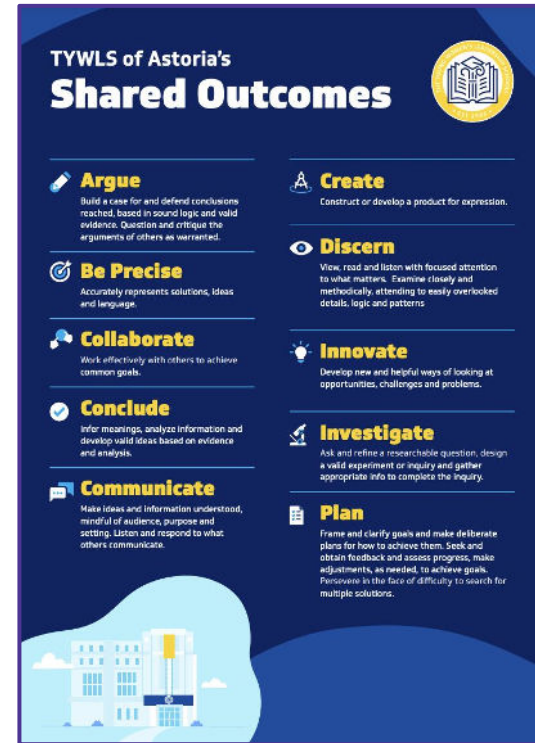 TYWLS of Astoria's
Shared Outcomes
Argue
Build a case for and defend conclusions
reached, based in sound logic and valid
evidence. Question and critique the
arguments of others as warranted.
Be Precise
Accurately represents solutions, ideas
and language.
Collaborate
Work effectively with others to achieve
common goals.
Conclude
Infer meanings, analyze information and
develop valid ideas based on evidence
and analysis.
Communicate
Make ideas and information understood,
mindful of audience, purpose and
setting. Listen and respond to what
others communicate.
Create
Construct or develop a product for expression.
Discern
View, read and listen with focused attention
to what matters. Examine closely and
methodically, attending to easily overlooked
details, logic and patterns
Innovate
Develop new and helpful ways of looking at
opportunities, challenges and problems.
Investigate
Ask and refine a researchable question, design
a valid experiment or inquiry and gather
appropriate info to complete the inquiry.
Plan
Frame and clarify goals and make deliberate
plans for how to achieve them. Seek and
obtain feedback and assess progress, make
adjustments, as needed, to achieve goals.
Persevere in the face of difficulty to search for
multiple solutions.